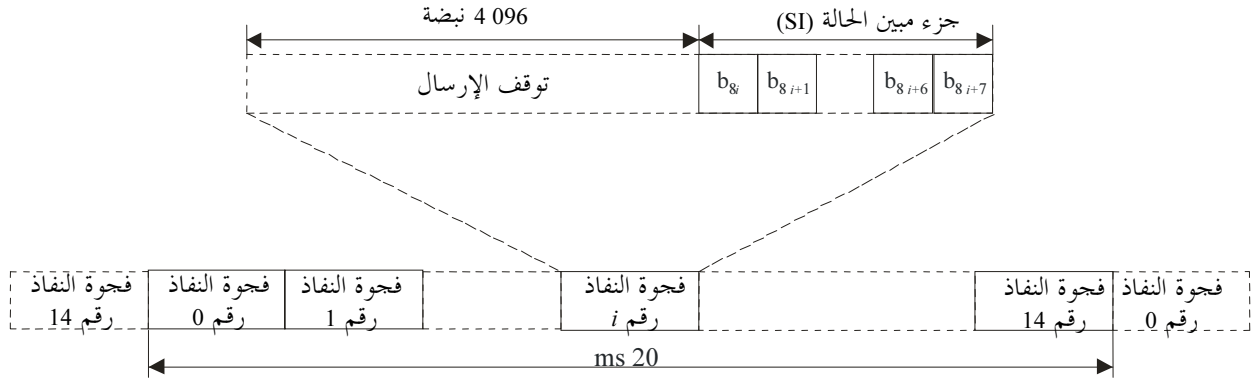 جزء مبين الحالة (SI)
4 096 نبضة
توقف الإرسال
b8i
b8 i+1
b8 i+6
b8 i+7
فجوة النفاذ
رقم 14
فجوة النفاذ
رقم 0
فجوة النفاذ
رقم 1
فجوة النفاذ
رقم i
فجوة النفاذ
رقم 14
فجوة النفاذ
رقم 0
ms 20